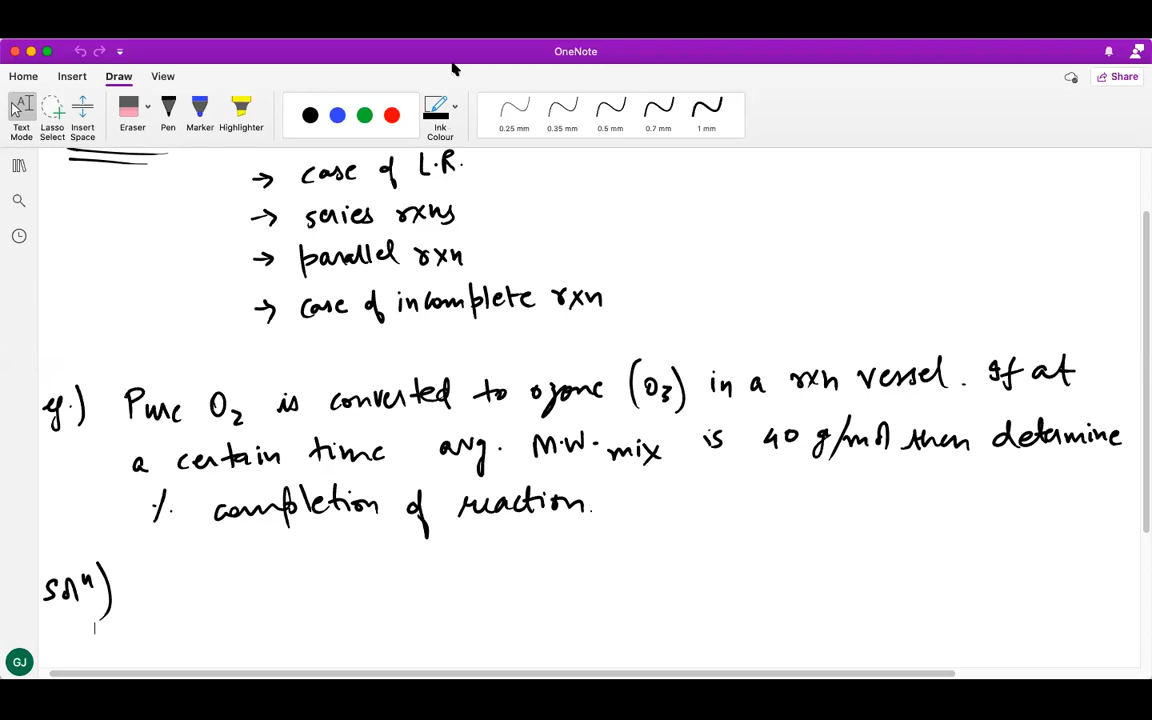 OneNote
Home Insert Draw View Share
Text Mode Lasso Select Insert Space Eraser Pen Marker Highlighter Ink Colour 0.25 mm 0.35 mm 0.5 mm 0.7 mm 1 mm
→ case of L.R.
→ series rxns
→ parallel rxn
→ case of incomplete rxn
eg.) Pure O₂ is converted to ozone (O₃) in a rxn vessel. If at
a certain time avg. M.W.mix is 40 g/mol then determine
% completion of reaction.
Solⁿ)
GJ